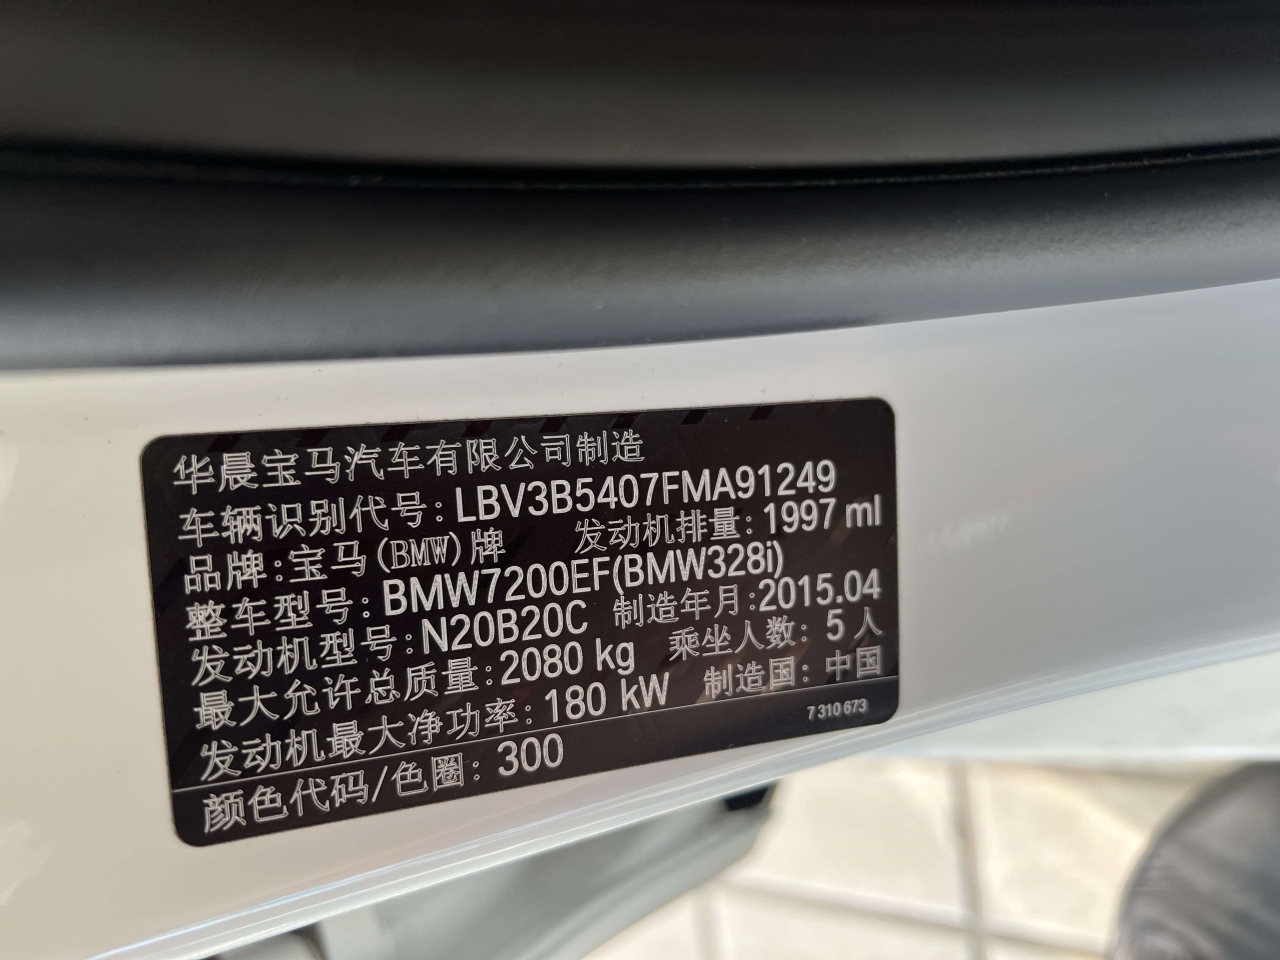 华晨宝马汽车有限公司制造
车辆识别代号: LBV3B5407FMA91249
品牌:宝马(BMW)牌 发动机排量: 1997 ml
整车型号: BMW7200EF(BMW328i)
发动机型号: N20B20C 制造年月:2015.04
最大允许总质量: 2080 kg 乘坐人数: 5 人
发动机最大净功率: 180 kW 制造国: 中国
颜色代码/色圈: 300 7 310 673